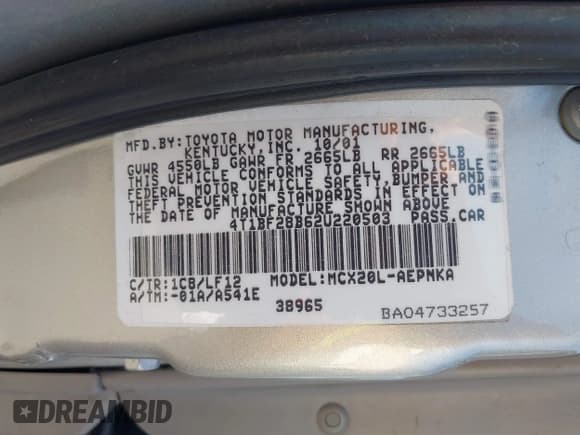 MFD.BY:TOYOTA MOTOR MANUFACTURING,
KENTUCKY,INC. 10/01
GVWR 4550LB GAWR FR 2665LB RR 2665LB
THIS VEHICLE CONFORMS TO ALL APPLICABLE
FEDERAL MOTOR VEHICLE SAFETY,BUMPER AND
THEFT PREVENTION STANDARDS IN EFFECT ON
THE DATE OF MANUFACTURE SHOWN ABOVE
4T1BF28B62U220503 PASS.CAR
C/TR:1C8/LF12 MODEL:MCX20L-AEPNKA
A/TM:-01A/A541E 38965
BA04733257
DREAMBID